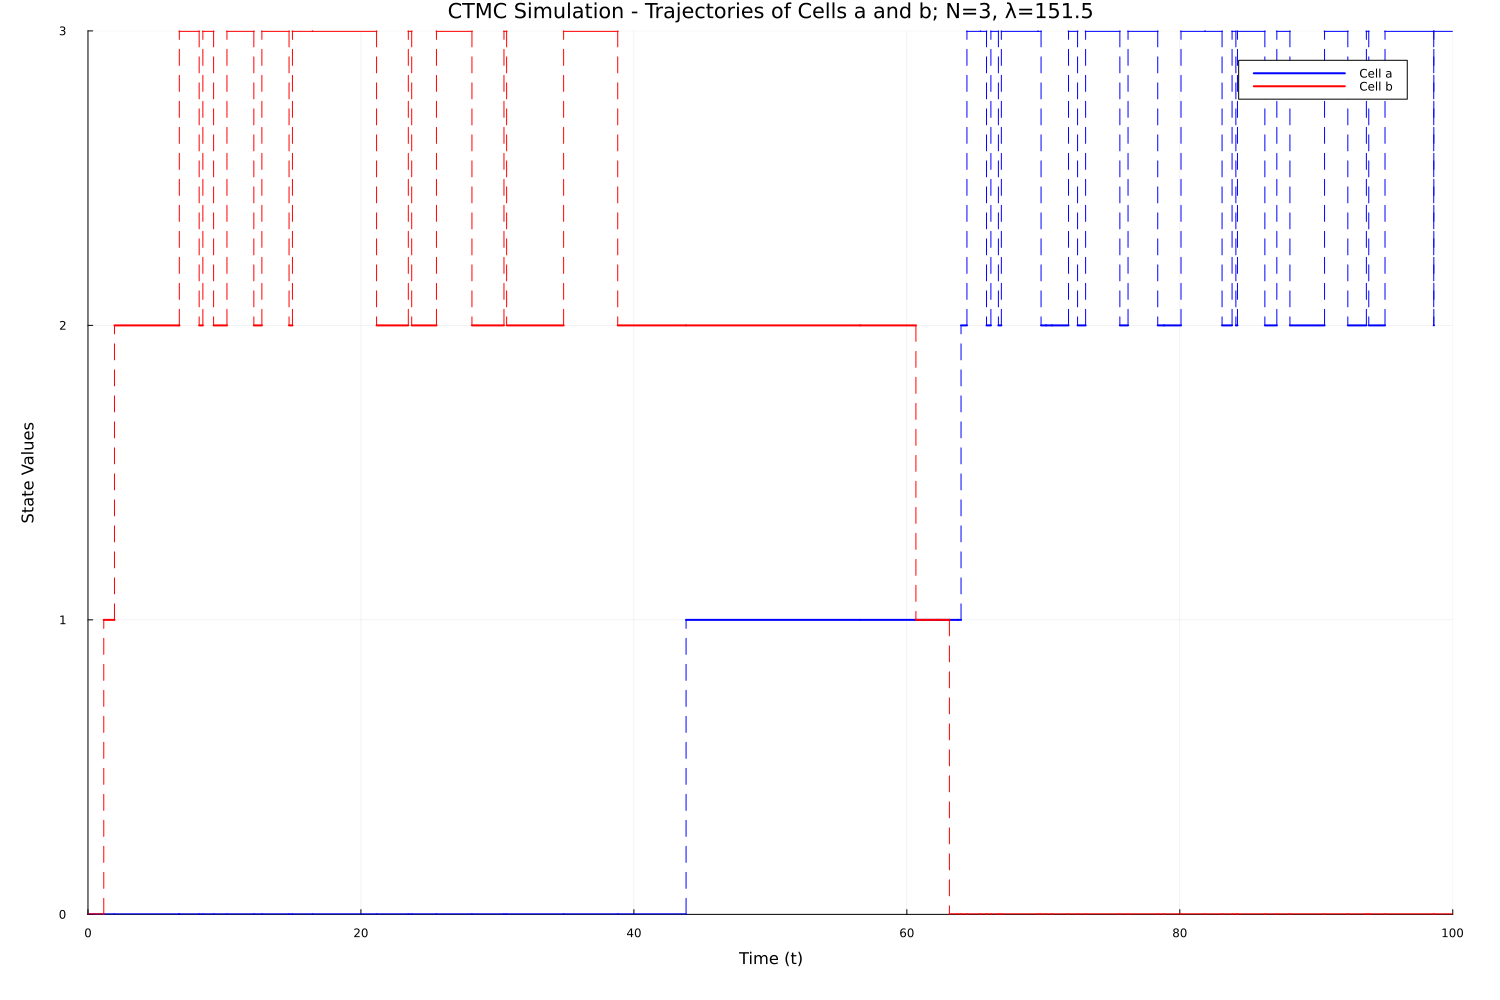 CTMC Simulation - Trajectories of Cells a and b; N=3, λ=151.5
3
Cell a
Cell b
2
State Values
1
0
0 20 40 60 80 100
Time (t)